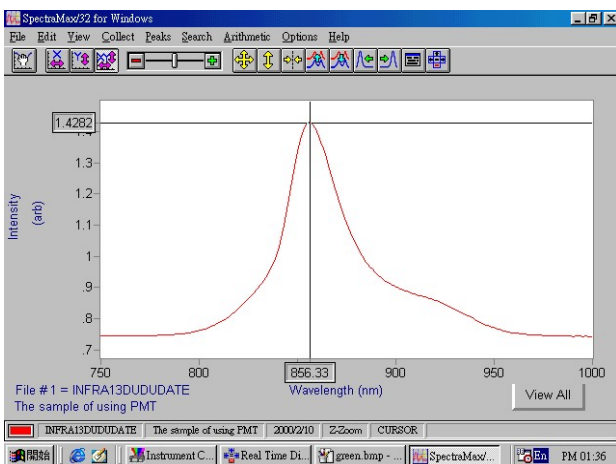 SpectraMax/32 for Windows
File Edit View Collect Peaks Search Arithmetic Options Help
1.4282
1.4
1.3
1.2
1.1
1
.9
.8
.7
Intensity
(arb)
750 800 856.33 900 950 1000
Wavelength (nm)
File # 1 = INFRA13DUDUDATE
The sample of using PMT
View All
INFRA13DUDUDATE The sample of using PMT 2000/2/10 Z-Zoom CURSOR
開始 Instrument C... Real Time Di... green.bmp - ... SpectraMax/... En PM 01:36